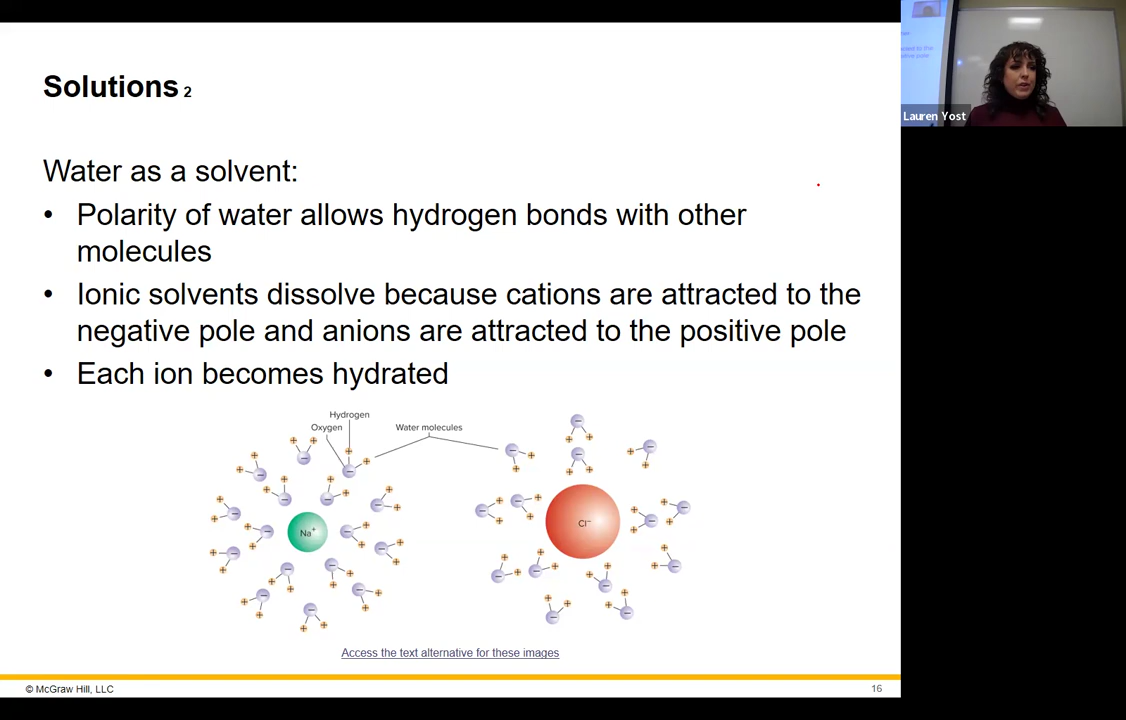 Solutions 2
Water as a solvent:
• Polarity of water allows hydrogen bonds with other
molecules
• Ionic solvents dissolve because cations are attracted to the
negative pole and anions are attracted to the positive pole
• Each ion becomes hydrated
Hydrogen
Oxygen
Water molecules
Na+
Cl−
Access the text alternative for these images
© McGraw Hill, LLC
16
Lauren Yost